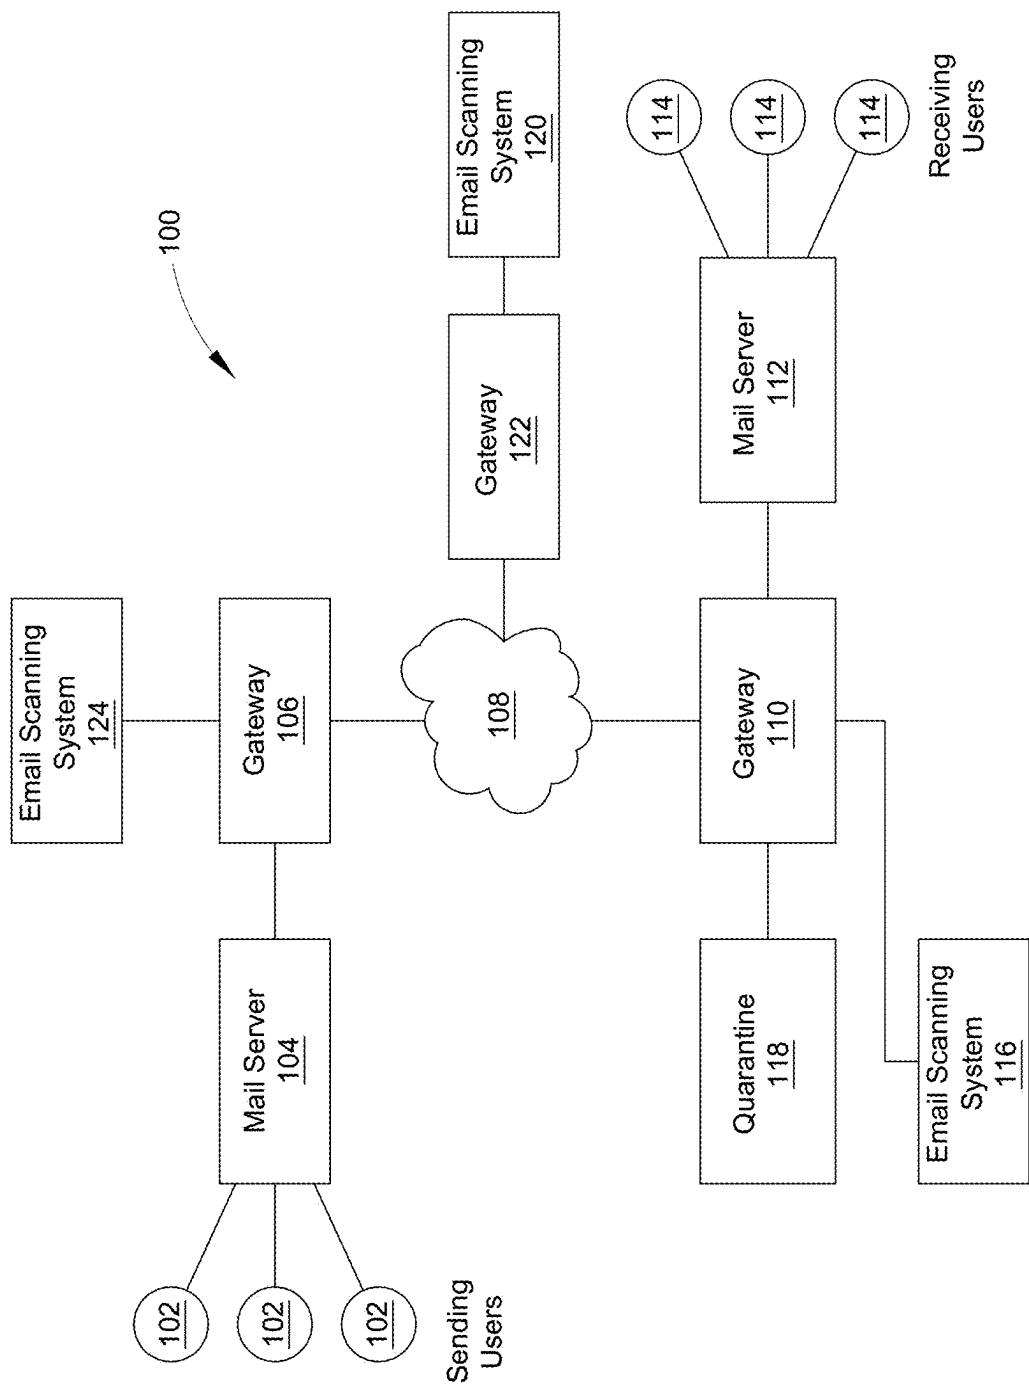 100
Email Scanning
System
124
Gateway
106
Mail Server
104
102
102
102
Sending
Users
108
Gateway
122
Email Scanning
System
120
Quarantine
118
Gateway
110
Mail Server
112
114
114
114
Receiving
Users
Email Scanning
System
116